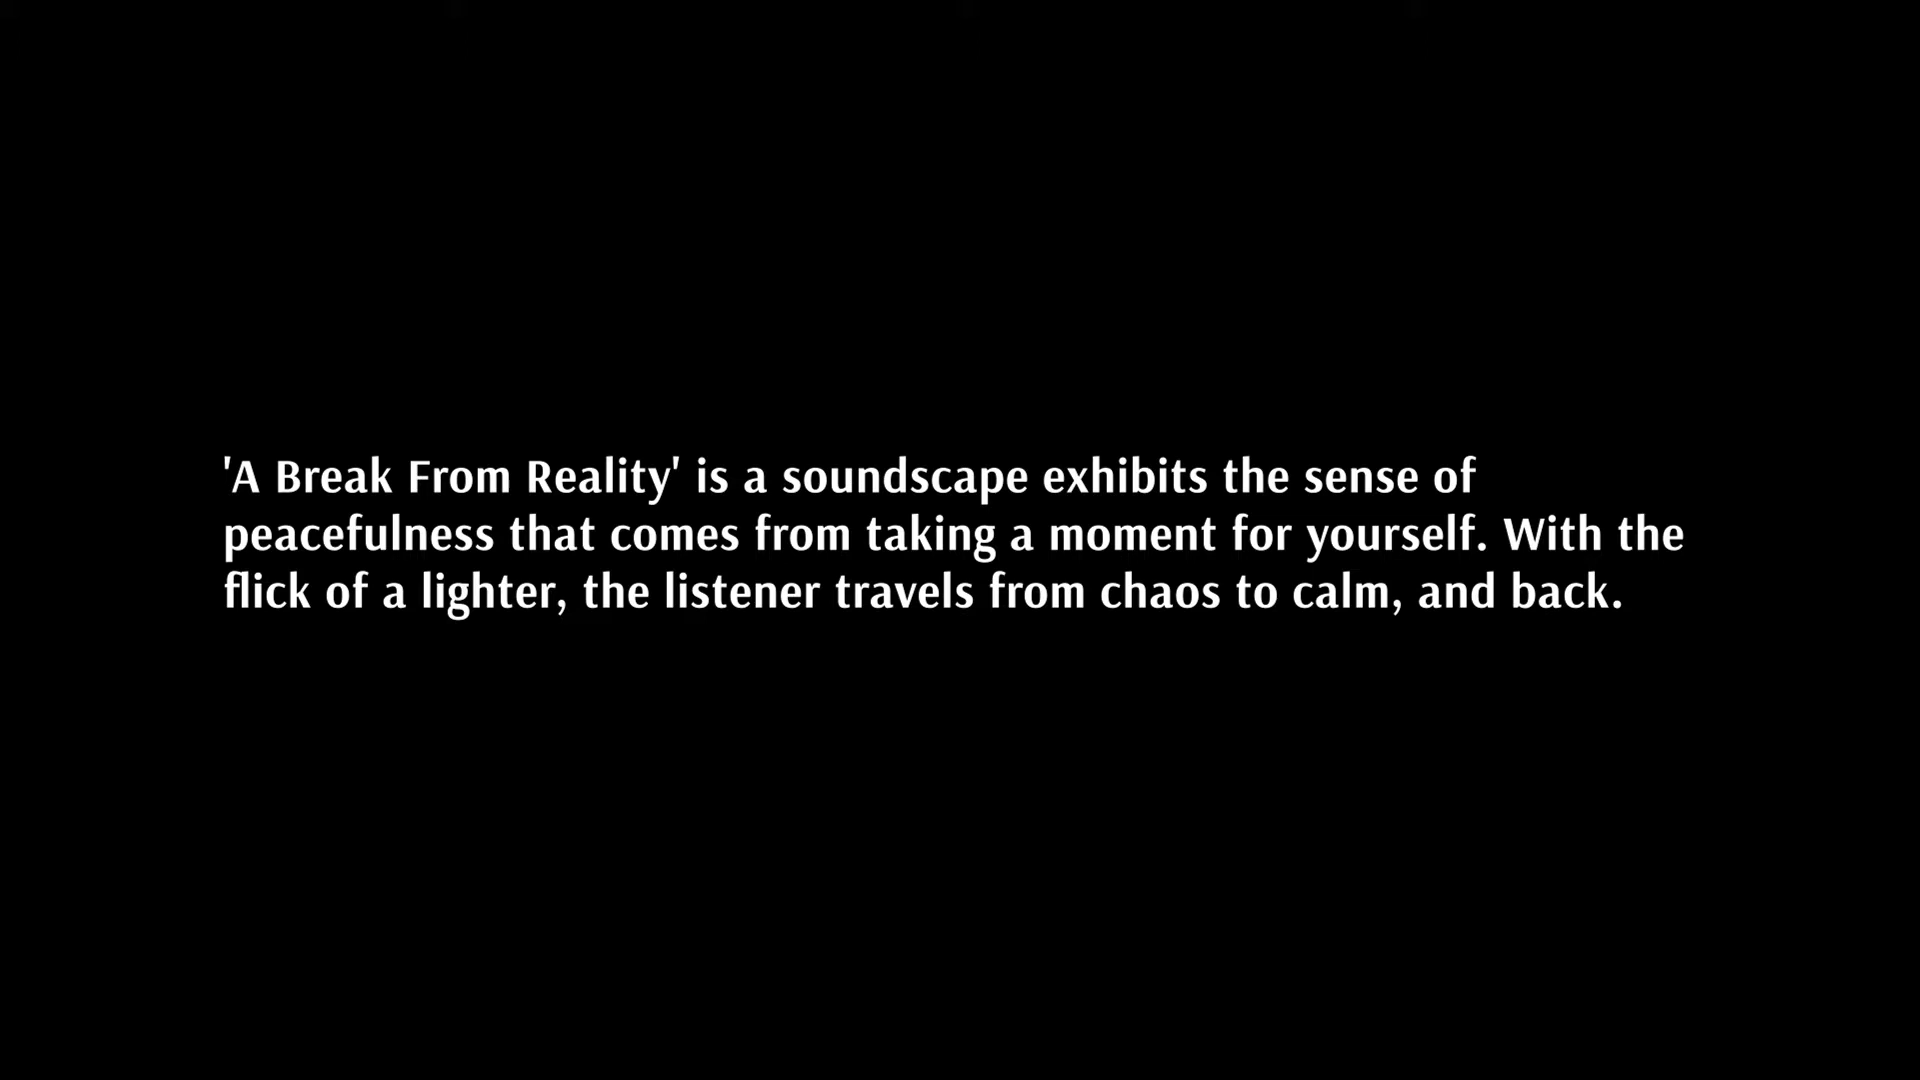 'A Break From Reality' is a soundscape exhibits the sense of
peacefulness that comes from taking a moment for yourself. With the
flick of a lighter, the listener travels from chaos to calm, and back.